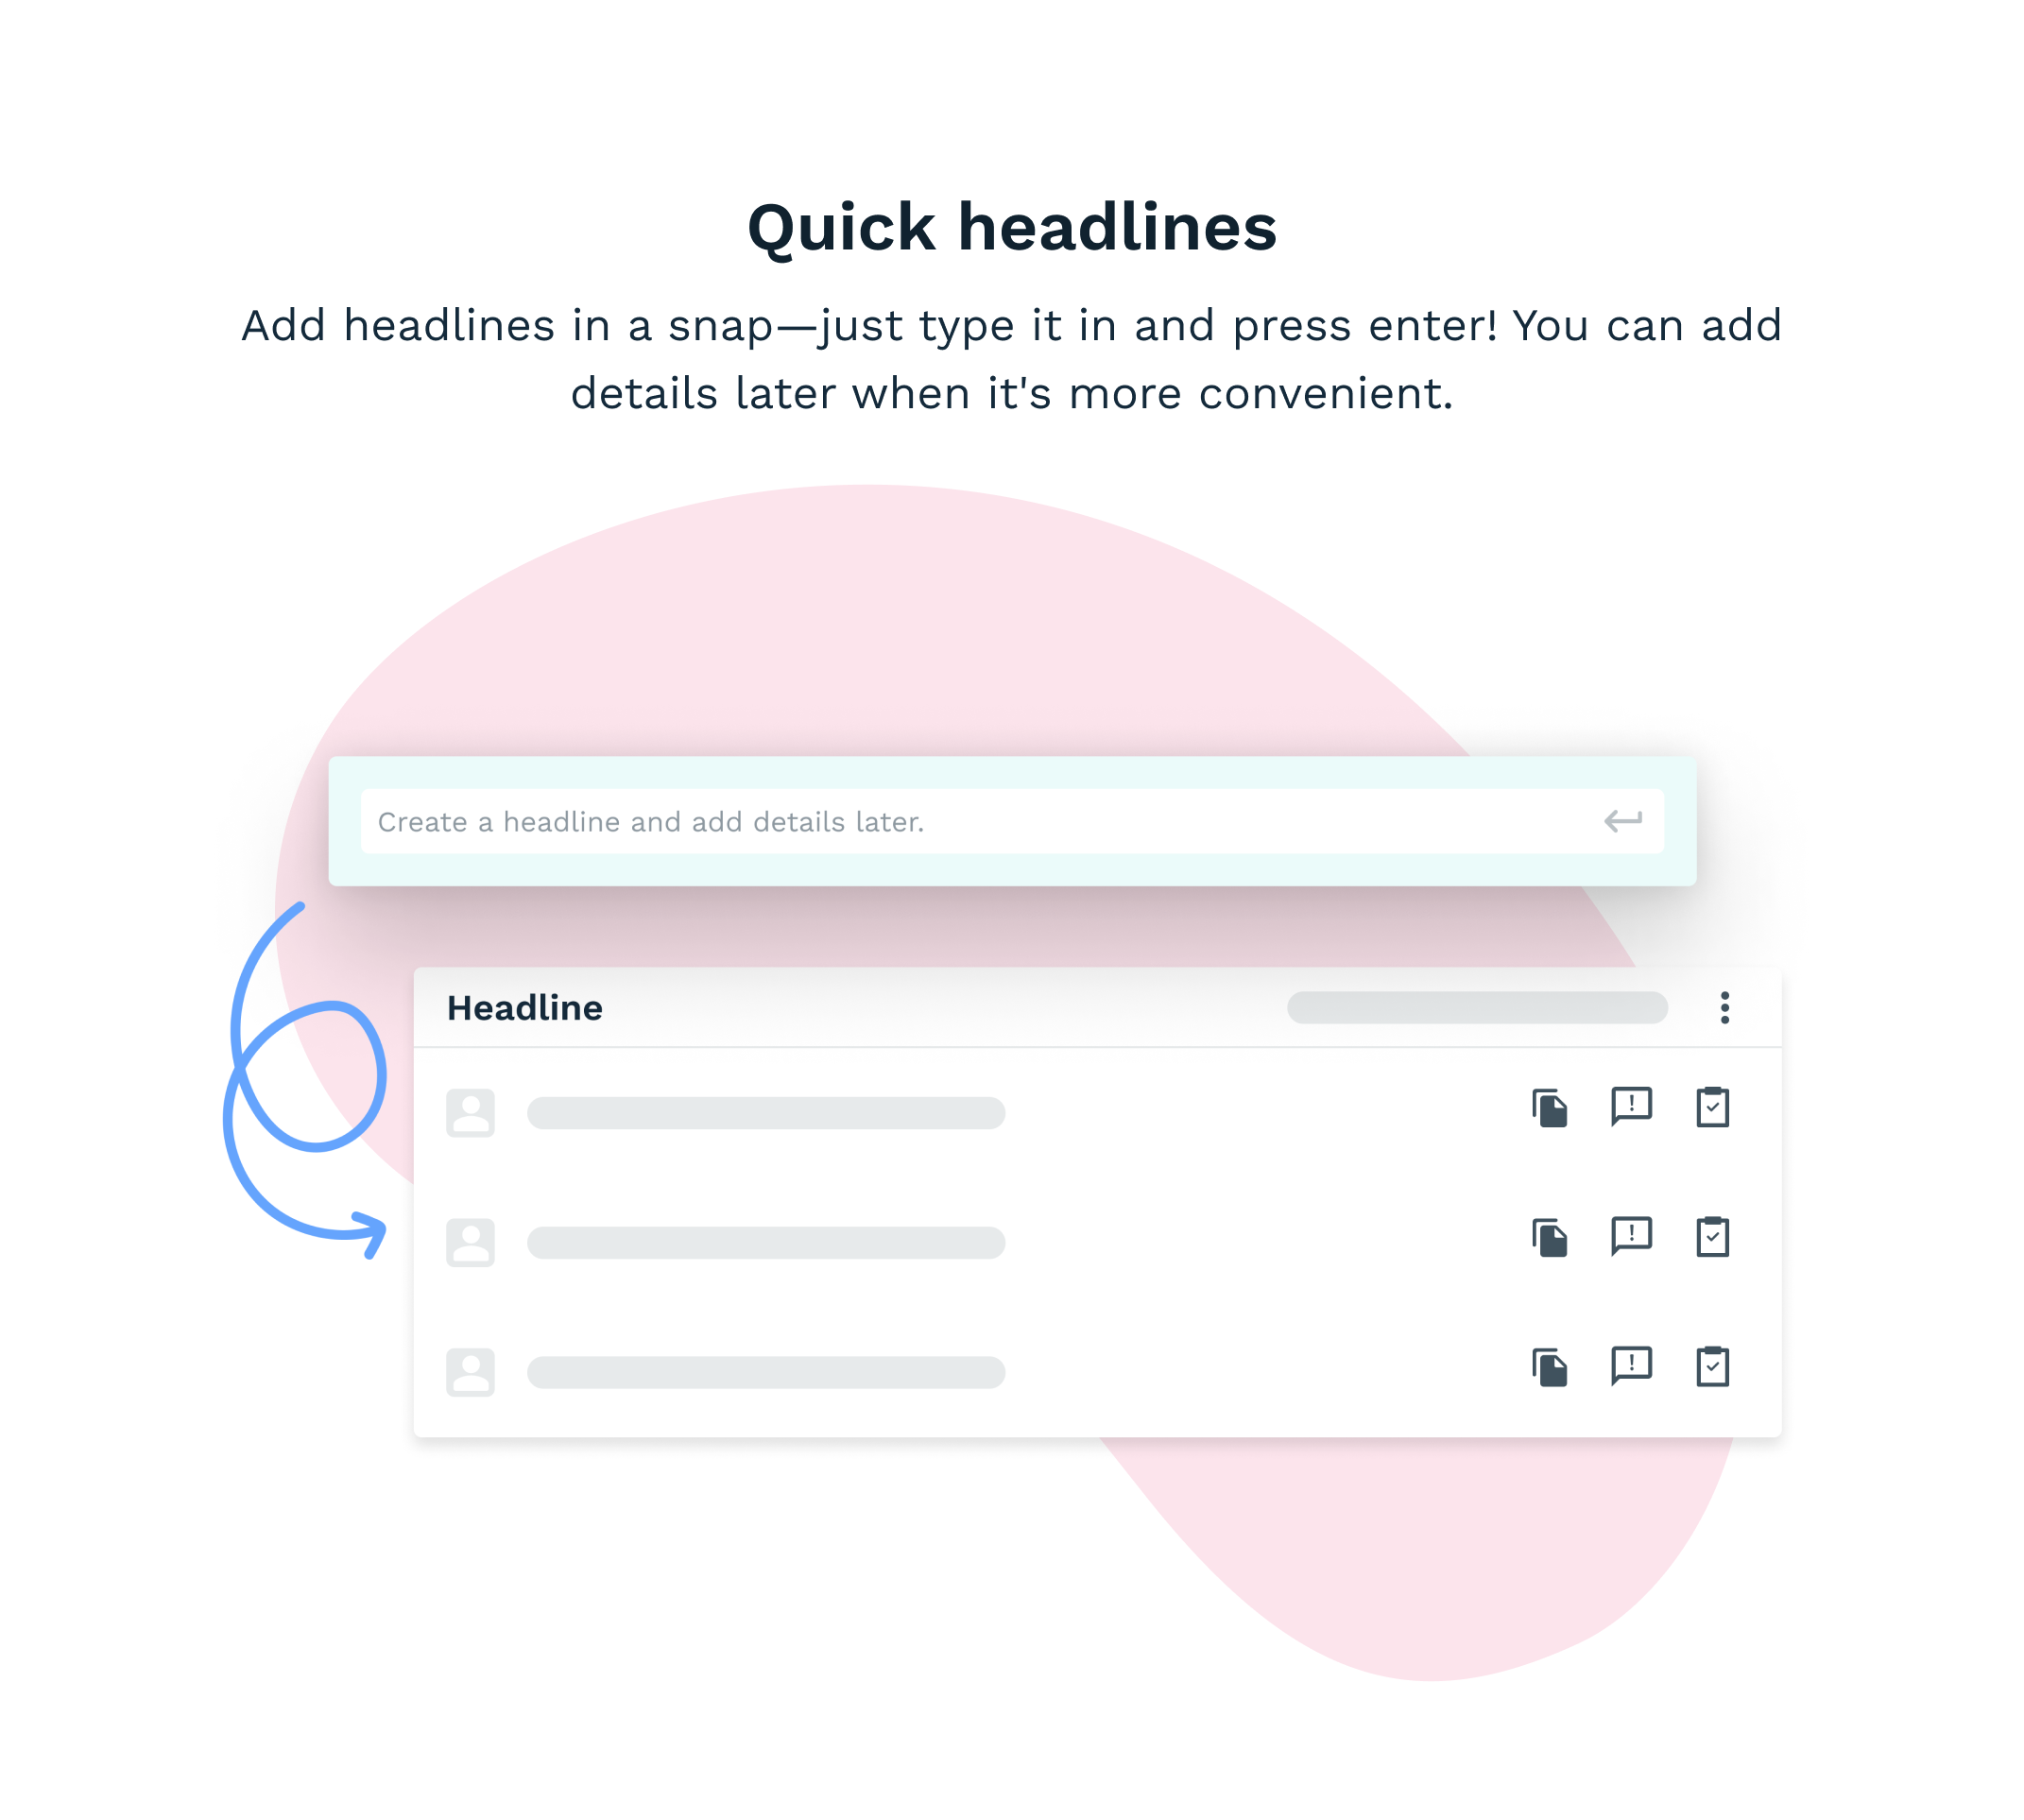 Quick headlines
Add headlines in a snap—just type it in and press enter! You can add
details later when it's more convenient.
Create a headline and add details later.
Headline